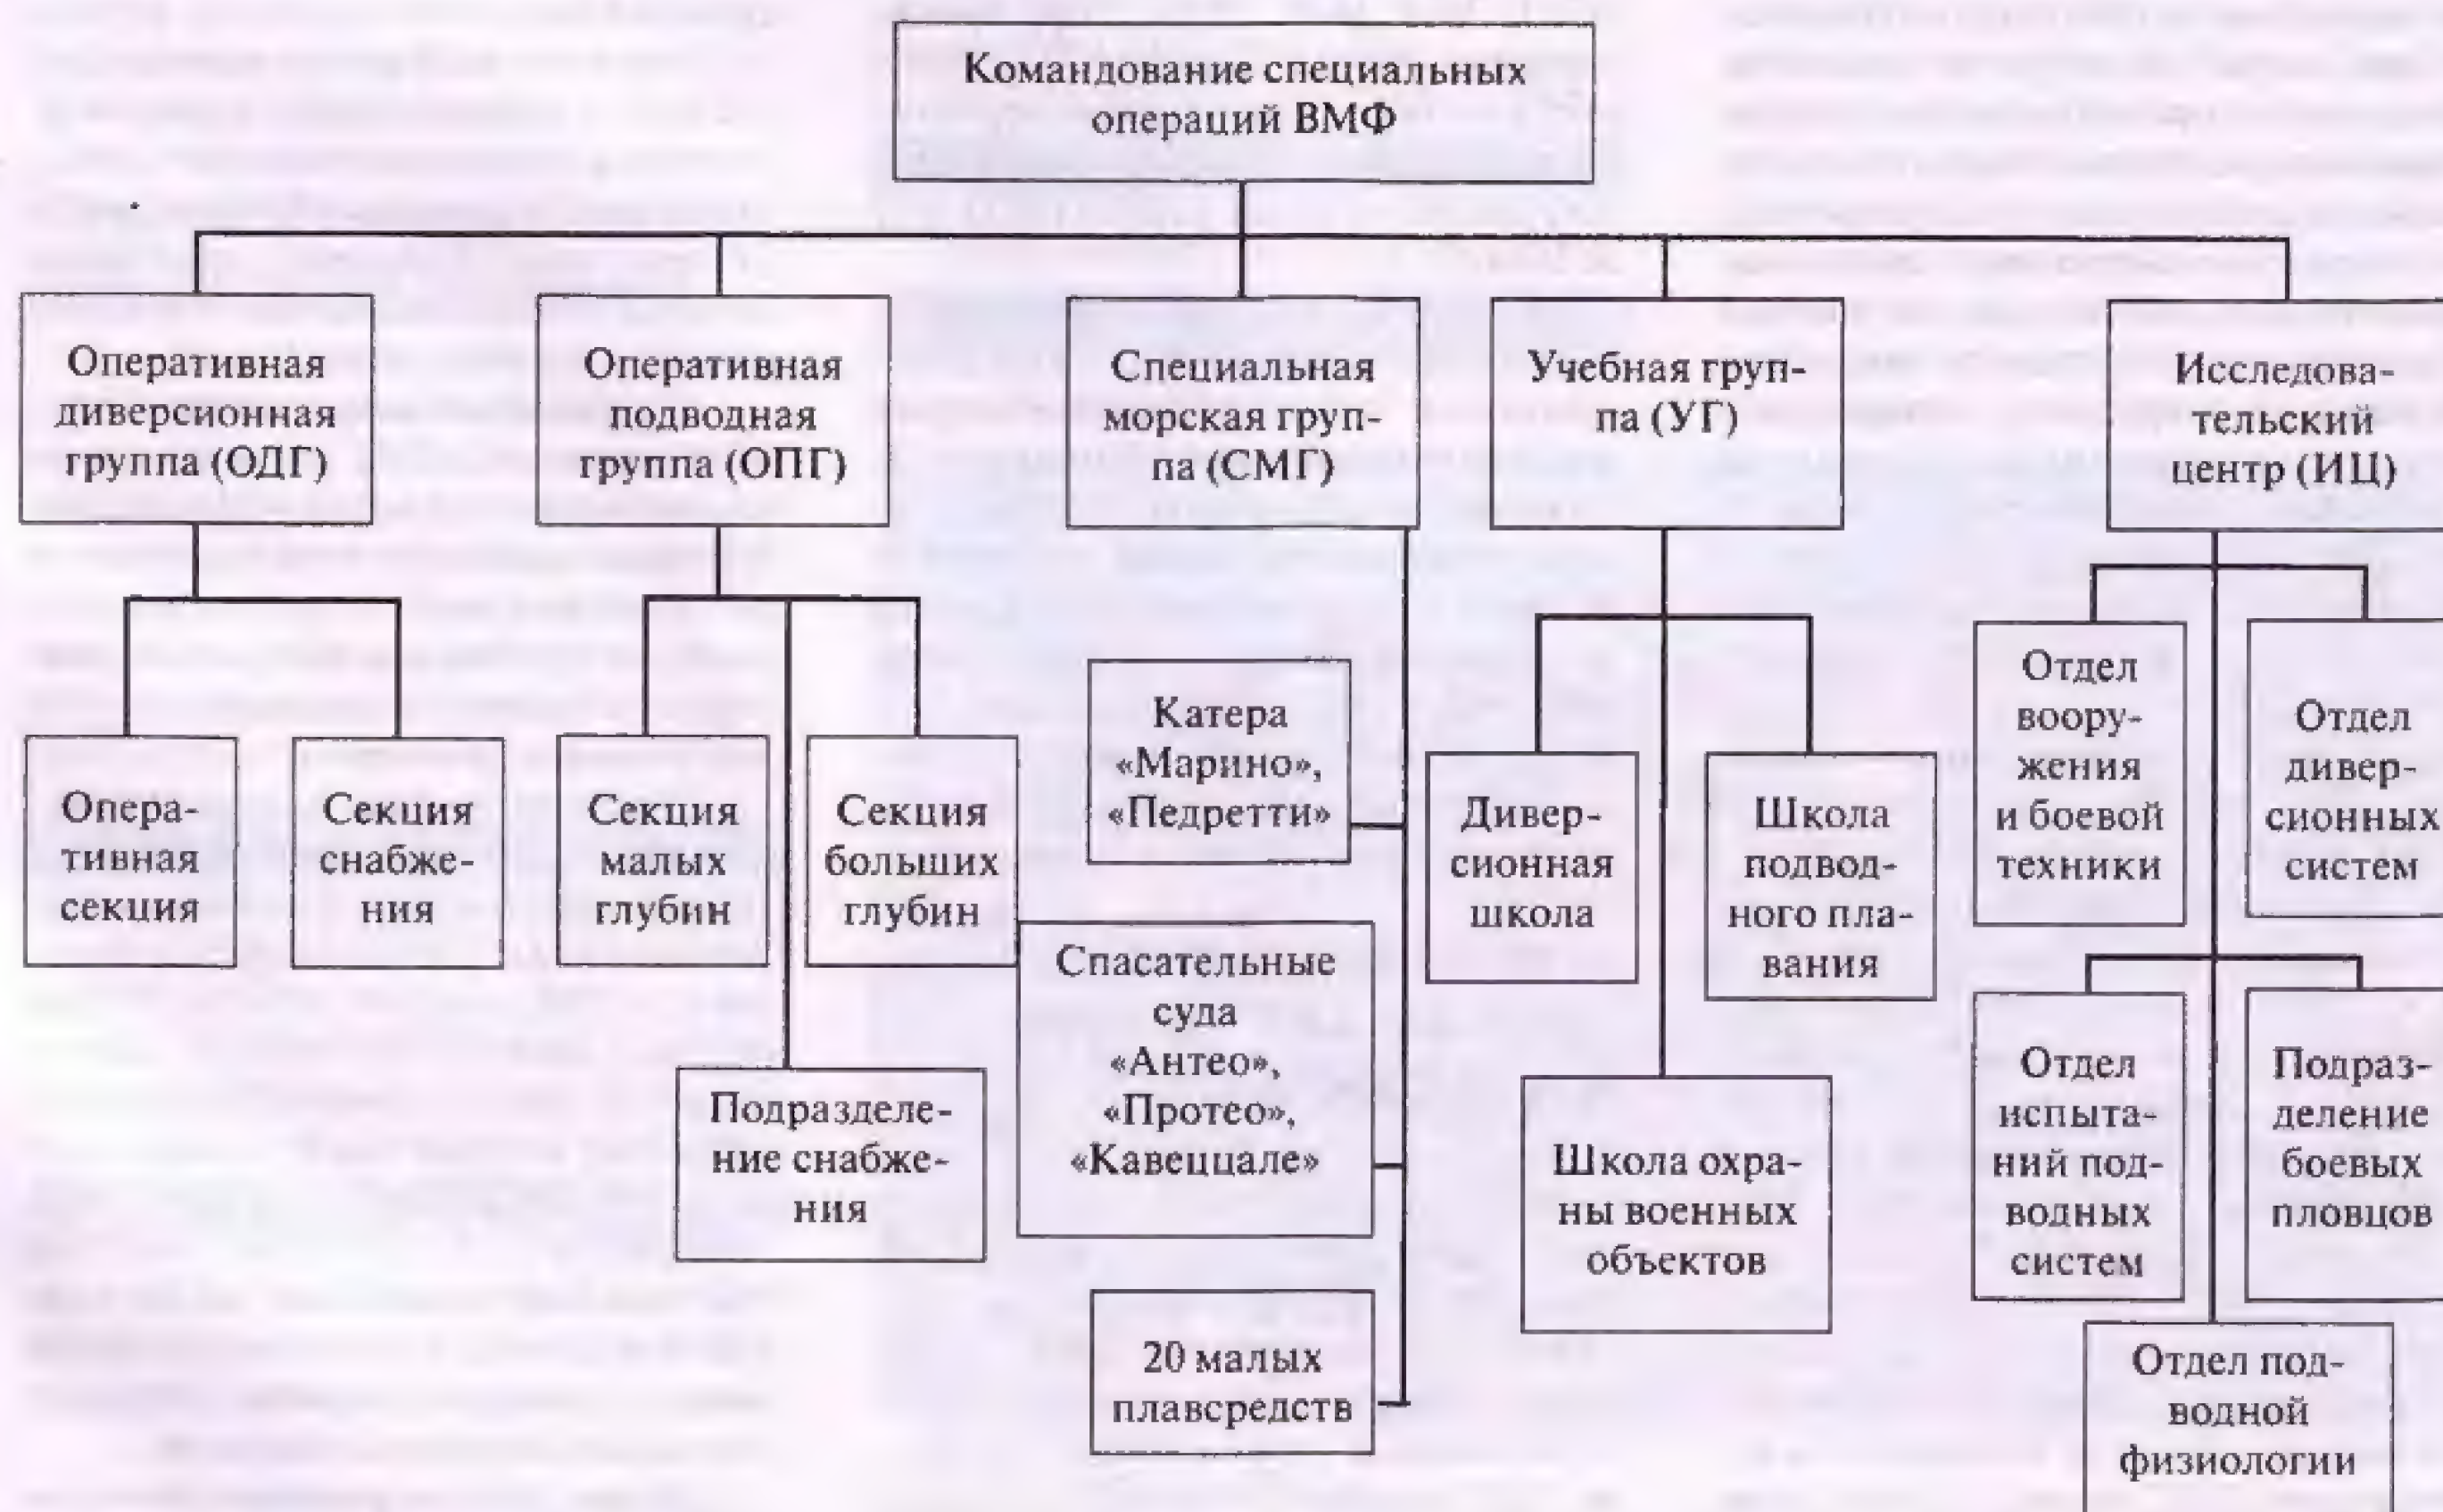 Командование специальных
операций ВМФ
Оперативная
диверсионная
группа (ОДГ)
Оперативная
подводная
группа (ОПГ)
Специальная
морская груп-
па (СМГ)
Учебная груп-
па (УГ)
Исследова-
тельский
центр (ИЦ)
Опера-
тивная
секция
Секция
снабже-
ния
Секция
малых
глубин
Секция
больших
глубин
Подразделе-
ние снабже-
ния
Катера
«Марино»,
«Педретти»
Спасательные
суда
«Антео»,
«Протео»,
«Кавеццале»
20 малых
плавсредств
Дивер-
сионная
школа
Школа
подвод-
ного пла-
вания
Школа охра-
ны военных
объектов
Отдел
воору-
жения
и боевой
техники
Отдел
дивер-
сионных
систем
Отдел
испыта-
ний под-
водных
систем
Подраз-
деление
боевых
пловцов
Отдел под-
водной
физиологии